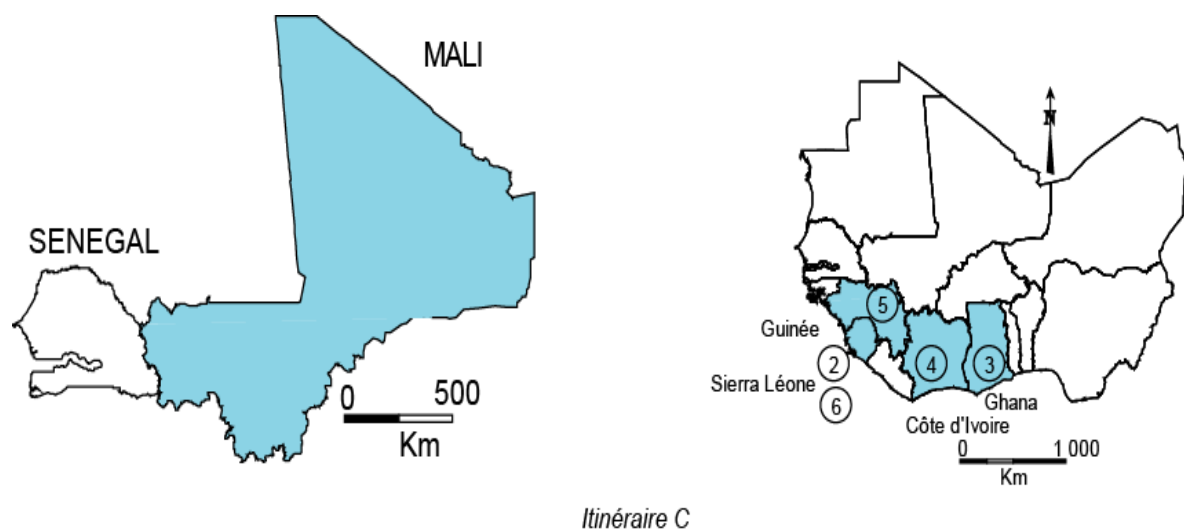 MALI
SENEGAL
0 500
Km
N
5
Guinée
2
4
3
Sierra Léone
6
Ghana
Côte d'Ivoire
0 1 000
Km
Itinéraire C